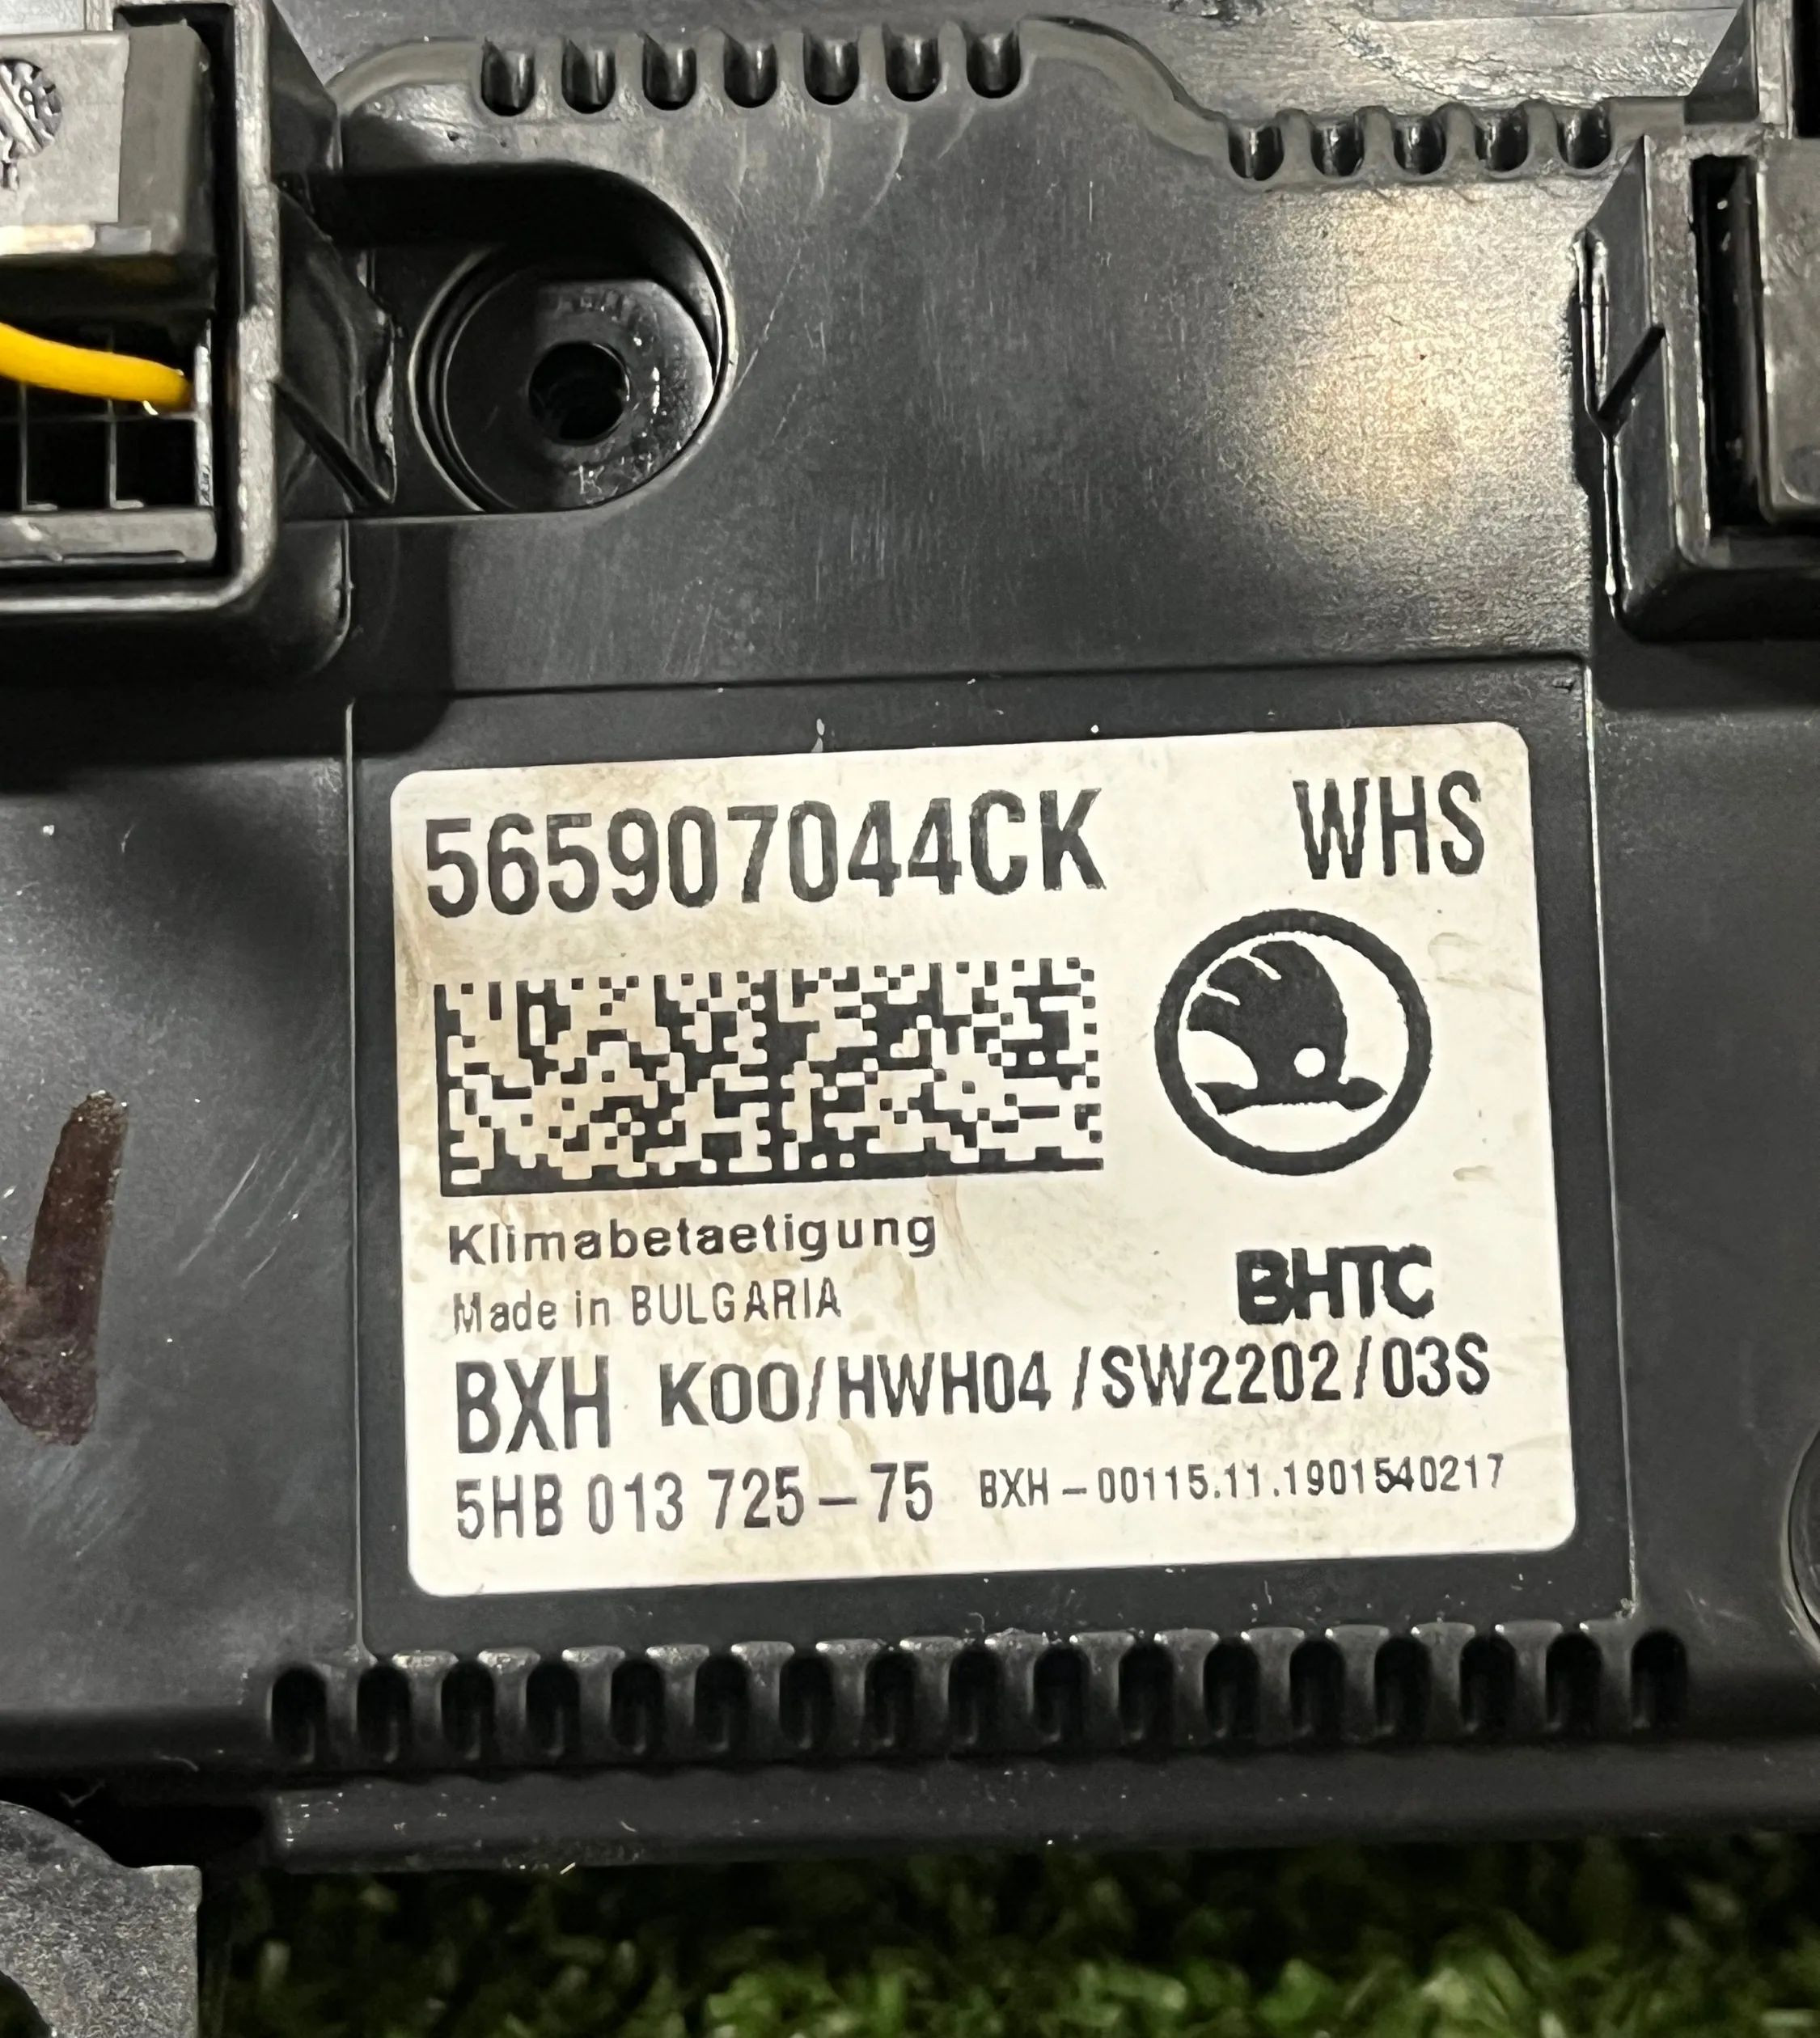 565907044CK WHS
Klimabetaetigung
Made in BULGARIA
BHTC
BXH K00/HWH04/SW2202/03S
5HB 013 725-75 BXH-00115.11.1901540217